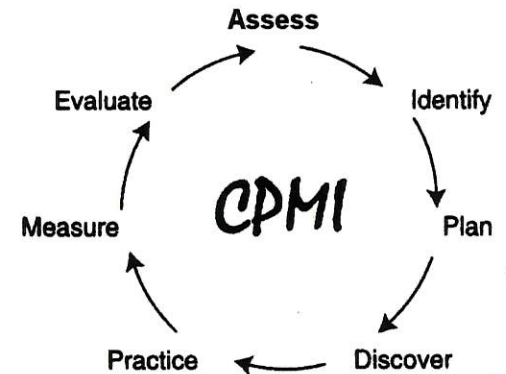 Assess
Identify
Plan
Discover
Practice
Measure
Evaluate
CPMI